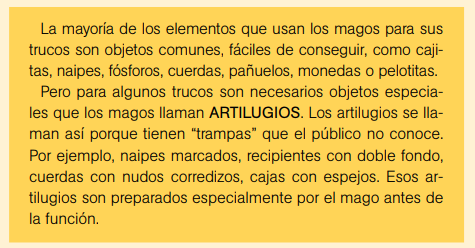 La mayoría de los elementos que usan los magos para sus
trucos son objetos comunes, fáciles de conseguir, como caji-
tas, naipes, fósforos, cuerdas, pañuelos, monedas o pelotitas.
Pero para algunos trucos son necesarios objetos especia-
les que los magos llaman ARTILUGIOS. Los artilugios se lla-
man así porque tienen “trampas” que el público no conoce.
Por ejemplo, naipes marcados, recipientes con doble fondo,
cuerdas con nudos corredizos, cajas con espejos. Esos ar-
tilugios son preparados especialmente por el mago antes de
la función.